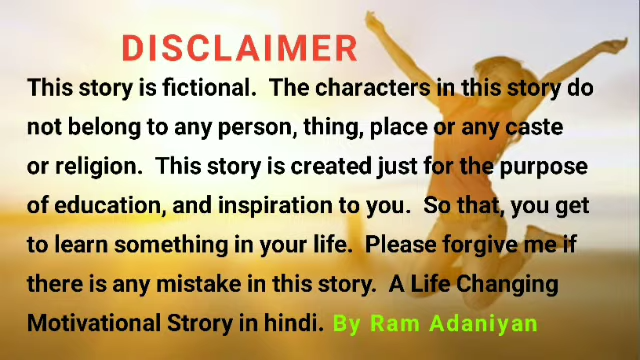 DISCLAIMER
This story is fictional.  The characters in this story do
not belong to any person, thing, place or any caste
or religion.  This story is created just for the purpose
of education, and inspiration to you.  So that, you get
to learn something in your life.  Please forgive me if
there is any mistake in this story.  A Life Changing
Motivational Strory in hindi. By Ram Adaniyan